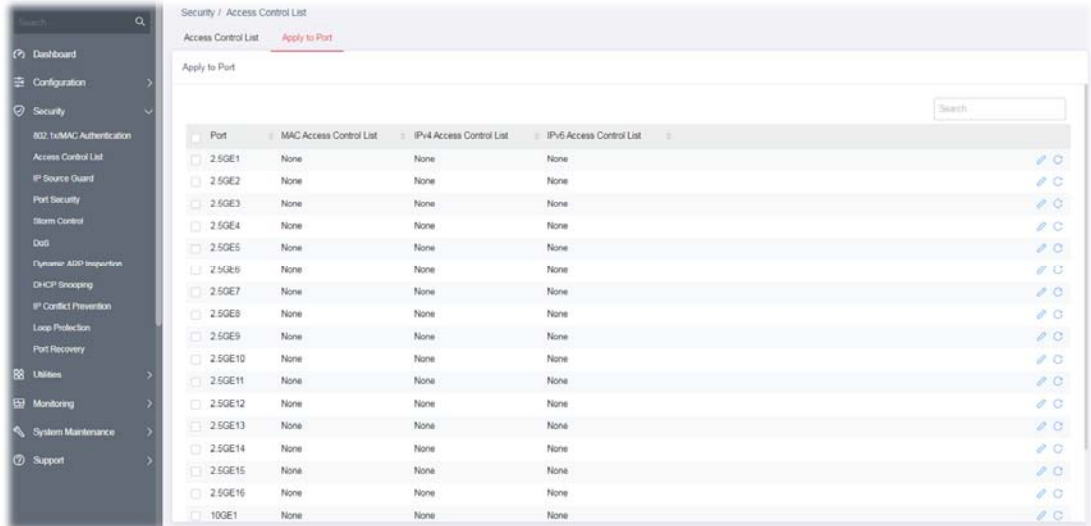 Search
Security / Access Control List
Access Control List Apply to Port
Dashboard
Configuration
Security
802.1x/MAC Authentication
Access Control List
IP Source Guard
Port Security
Storm Control
DoS
Dynamic ARP Inspection
DHCP Snooping
IP Conflict Prevention
Loop Protection
Port Recovery
Utilities
Monitoring
System Maintenance
Support
Apply to Port
Search
Port MAC Access Control List IPv4 Access Control List IPv6 Access Control List
2.5GE1 None None None
2.5GE2 None None None
2.5GE3 None None None
2.5GE4 None None None
2.5GE5 None None None
2.5GE6 None None None
2.5GE7 None None None
2.5GE8 None None None
2.5GE9 None None None
2.5GE10 None None None
2.5GE11 None None None
2.5GE12 None None None
2.5GE13 None None None
2.5GE14 None None None
2.5GE15 None None None
2.5GE16 None None None
10GE1 None None None